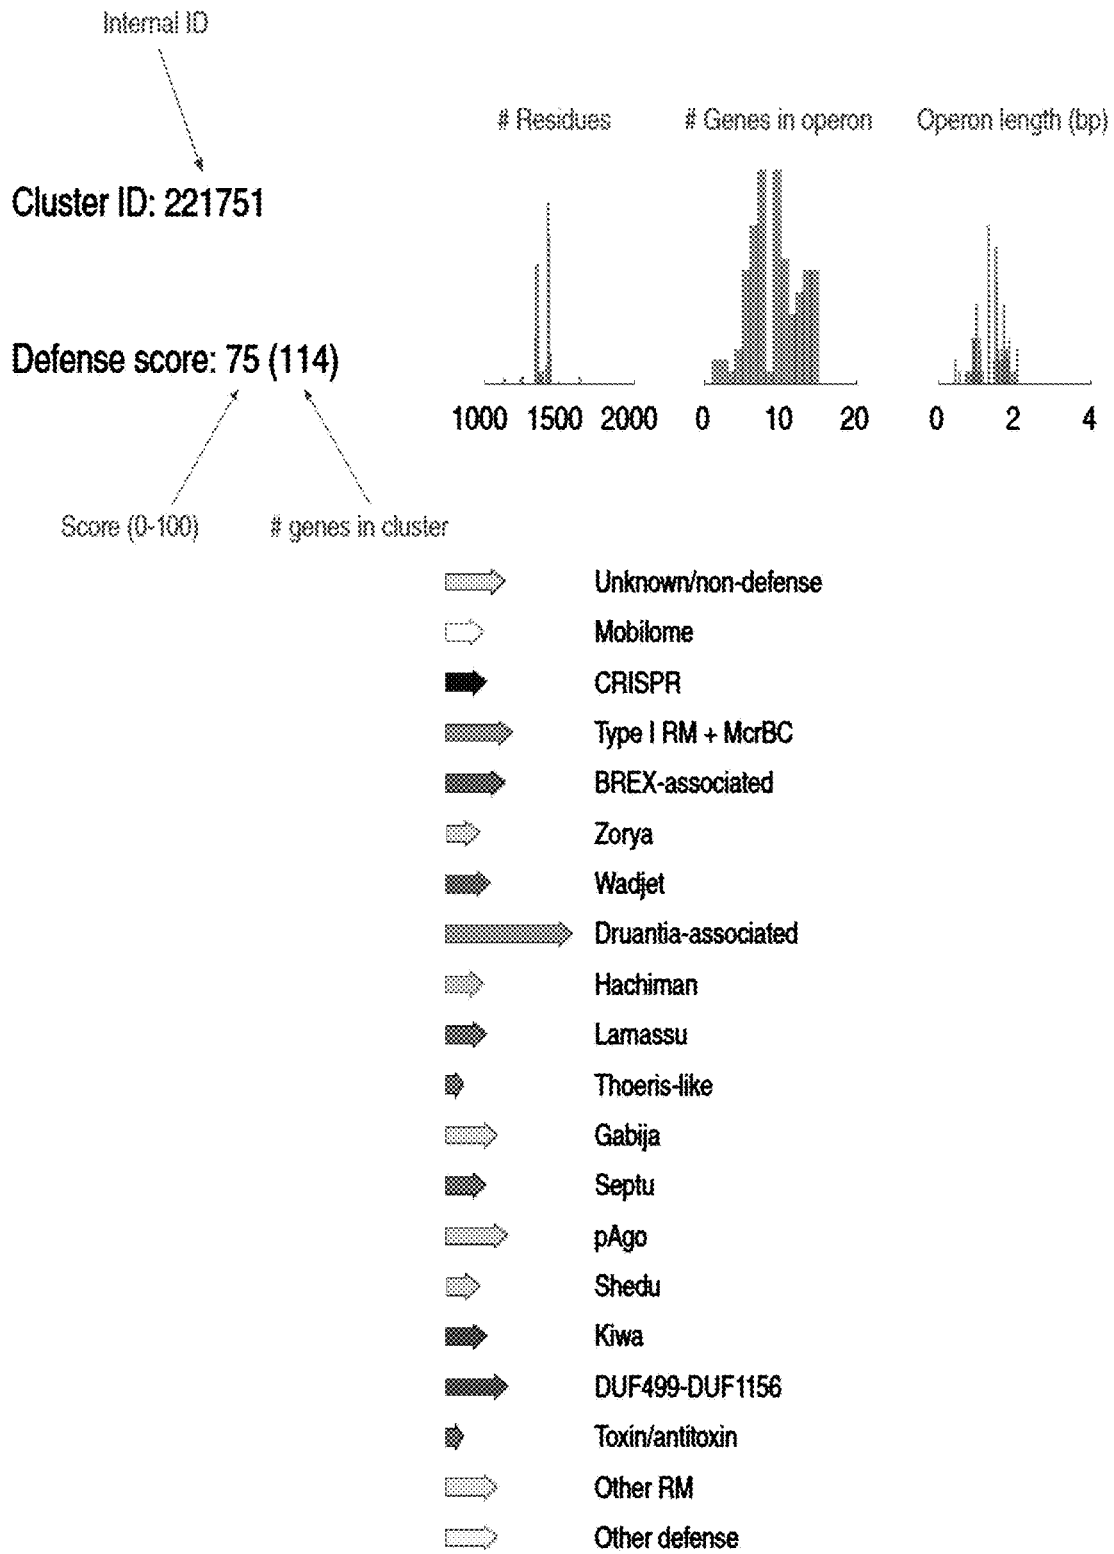 Internal ID
# Residues
# Genes in operon
Operon length (bp)
Cluster ID: 221751
Defense score: 75 (114)
1000 1500 2000
0 10 20
0 2 4
Score (0-100)
# genes in cluster
Unknown/non-defense
Mobilome
CRISPR
Type I RM + McrBC
BREX-associated
Zorya
Wadjet
Druantia-associated
Hachiman
Lamassu
Thoeris-like
Gabija
Septu
pAgo
Shedu
Kiwa
DUF499-DUF1156
Toxin/antitoxin
Other RM
Other defense